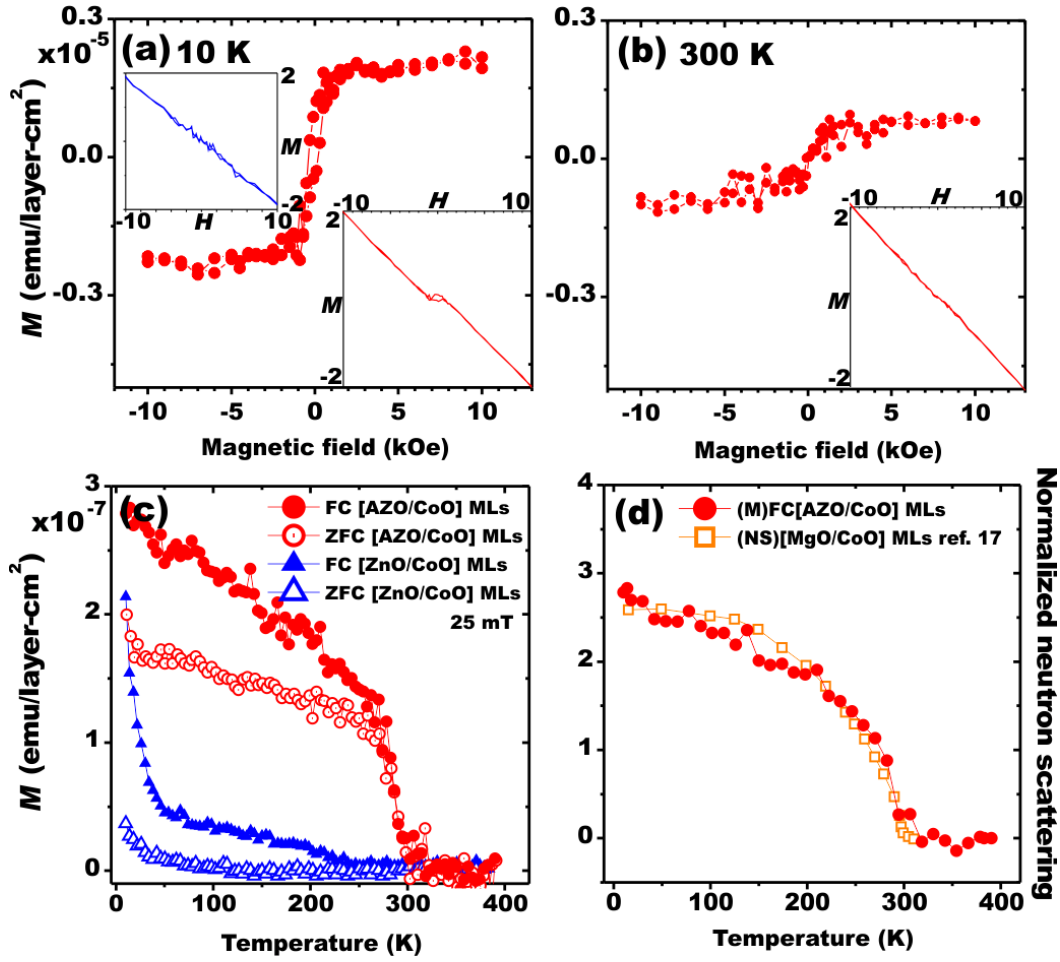 0.3
x10-5
(a) 10 K
2
M
-2
-10 H 10
-10 H 10
2
M
-2
0.0
-0.3
M (emu/layer-cm2)
-10 -5 0 5 10
Magnetic field (kOe)
0.3
(b) 300 K
0.0
-0.3
-10 H 10
2
M
-2
-10 -5 0 5 10
Magnetic field (kOe)
3
x10-7
(c)
FC [AZO/CoO] MLs
ZFC [AZO/CoO] MLs
FC [ZnO/CoO] MLs
ZFC [ZnO/CoO] MLs
25 mT
2
1
0
M (emu/layer-cm2)
0 100 200 300 400
Temperature (K)
4
3
2
1
0
(d)
(M)FC[AZO/CoO] MLs
(NS)[MgO/CoO] MLs ref. 17
0 100 200 300 400
Temperature (K)
Normalized neutron scattering